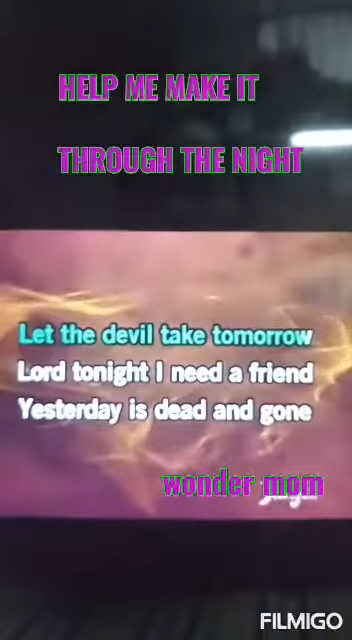 HELP ME MAKE IT
THROUGH THE NIGHT
Let the devil take tomorrow
Lord tonight I need a friend
Yesterday is dead and gone
wonder mom
FILMIGO